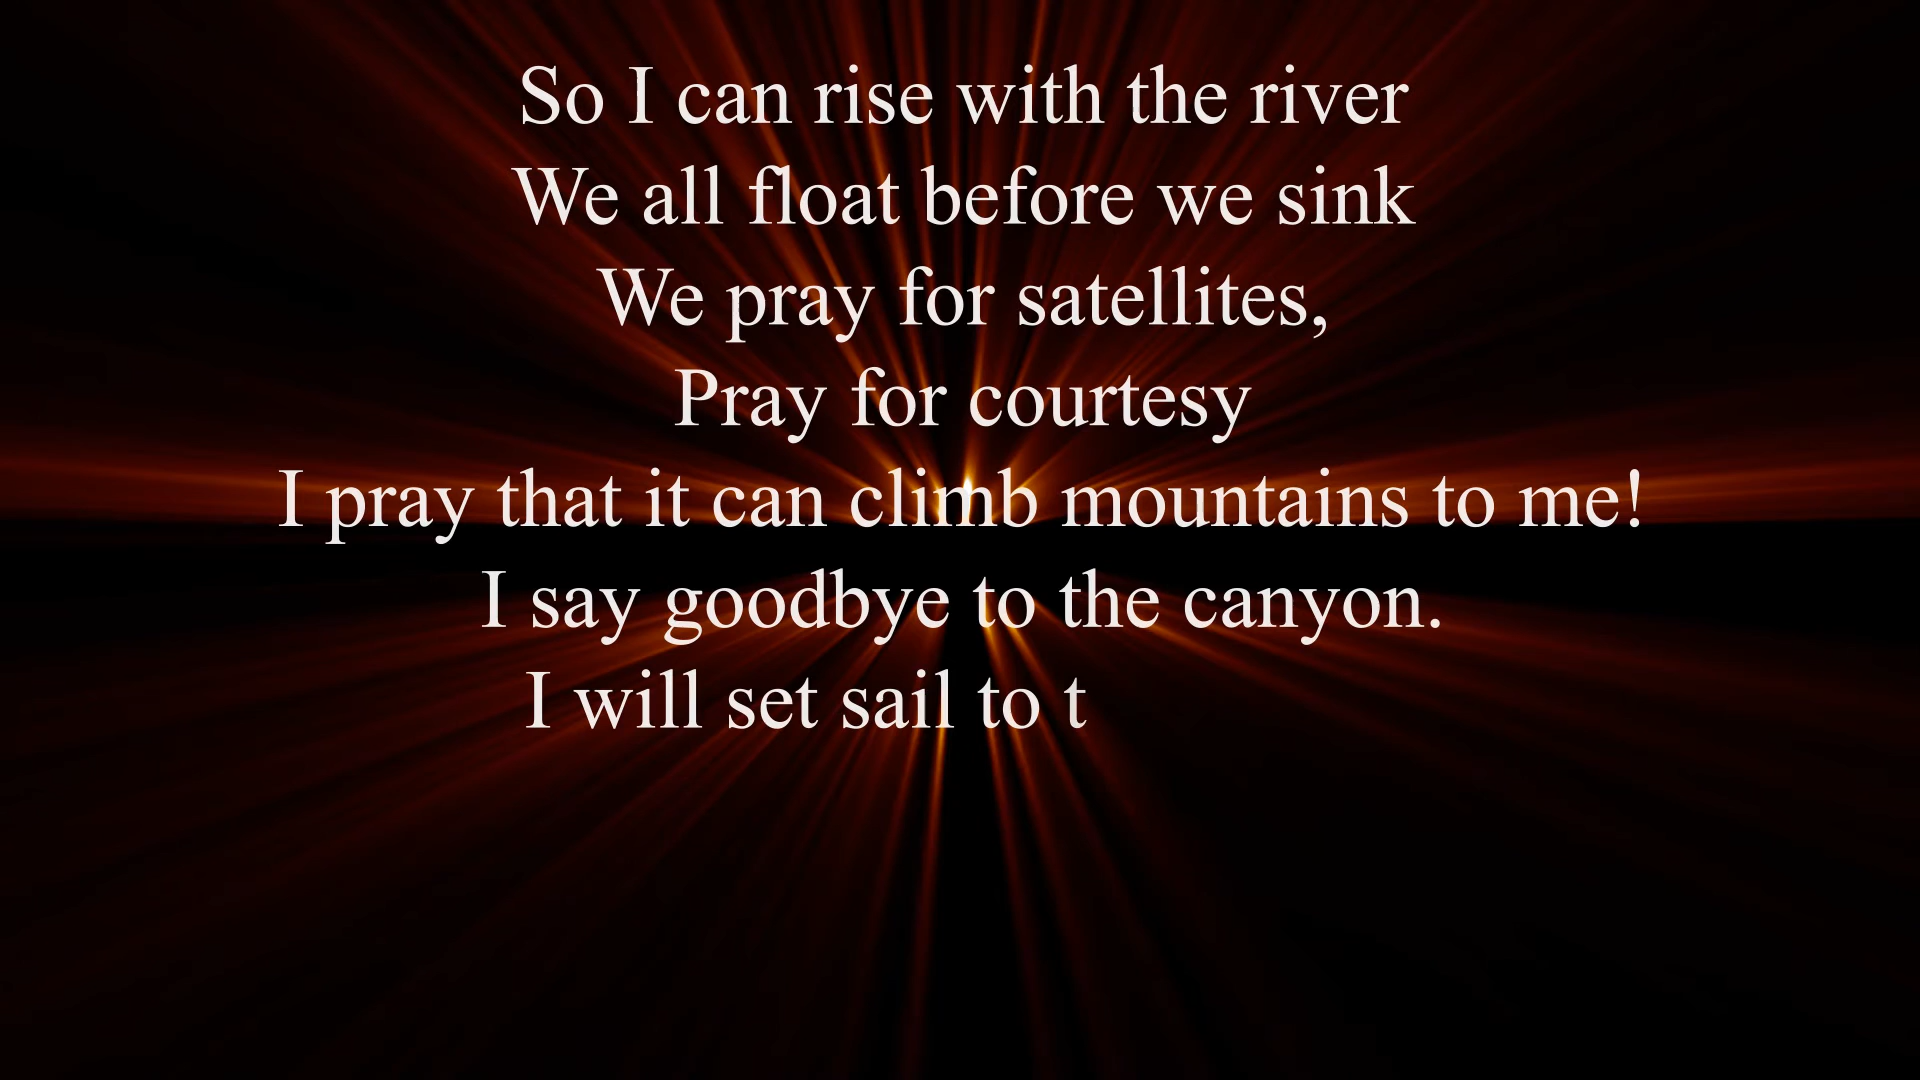 So I can rise with the river
We all float before we sink
We pray for satellites,
Pray for courtesy
I pray that it can climb mountains to me!
I say goodbye to the canyon.
I will set sail to t